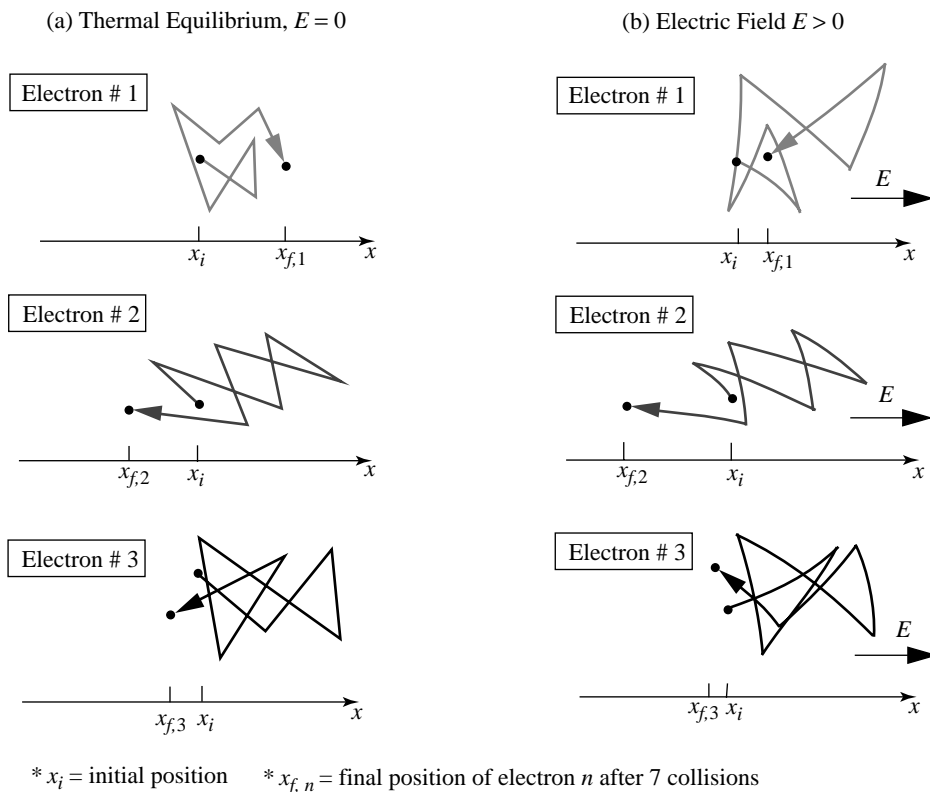 (a) Thermal Equilibrium, E = 0
(b) Electric Field E > 0
Electron # 1
x_i
x_{f,1}
x
Electron # 1
E
x_i
x_{f,1}
x
Electron # 2
x_{f,2}
x_i
x
Electron # 2
E
x_{f,2}
x_i
x
Electron # 3
x_{f,3}
x_i
x
Electron # 3
E
x_{f,3}
x_i
x
* x_i = initial position * x_{f, n} = final position of electron n after 7 collisions